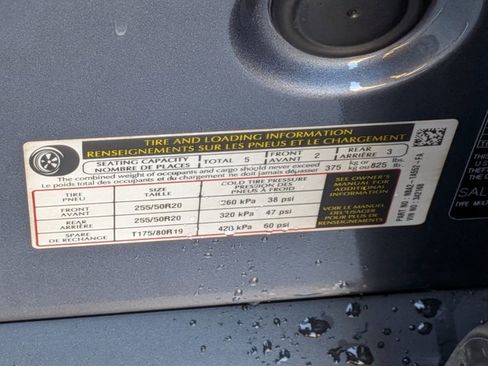 TIRE AND LOADING INFORMATION
RENSEIGNEMENTS SUR LES PNEUS ET LE CHARGEMENT
SEATING CAPACITY TOTAL 5 FRONT 2 REAR 3
NOMBRE DE PLACES AVANT ARRIÈRE
The combined weight of occupants and cargo should never exceed 375 kg or 825 lbs.
Le poids total des occupants et du chargement ne doit jamais dépasser kg ou lb.
TIRE SIZE COLD TIRE PRESSURE
PNEU TAILLE PRESSION DES PNEUS À FROID
FRONT 255/50R20 260 kPa 38 psi
AVANT
REAR 255/50R20 320 kPa 47 psi
ARRIÈRE
SPARE T175/80R19 420 kPa 60 psi
DE RECHANGE
SEE OWNER'S
MANUAL FOR
ADDITIONAL
INFORMATION
VOIR LE MANUEL
DES USAGER
POUR PLUS DE
RENSEIGNEMENTS
SAL